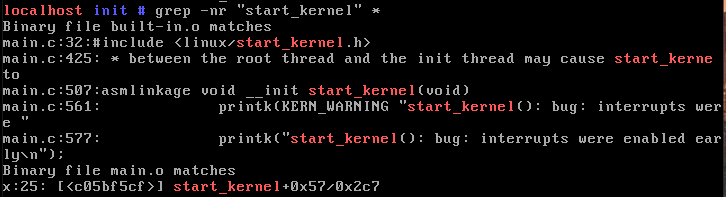 localhost init # grep -nr "start_kernel" *
Binary file built-in.o matches
main.c:32:#include <linux/start_kernel.h>
main.c:425: * between the root thread and the init thread may cause start_kerne
to
main.c:507:asmlinkage void __init start_kernel(void)
main.c:561:             printk(KERN_WARNING "start_kernel(): bug: interrupts wer
e "
main.c:577:             printk("start_kernel(): bug: interrupts were enabled ear
ly\n");
Binary file main.o matches
x:25: [<c05bf5cf>] start_kernel+0x57/0x2c7